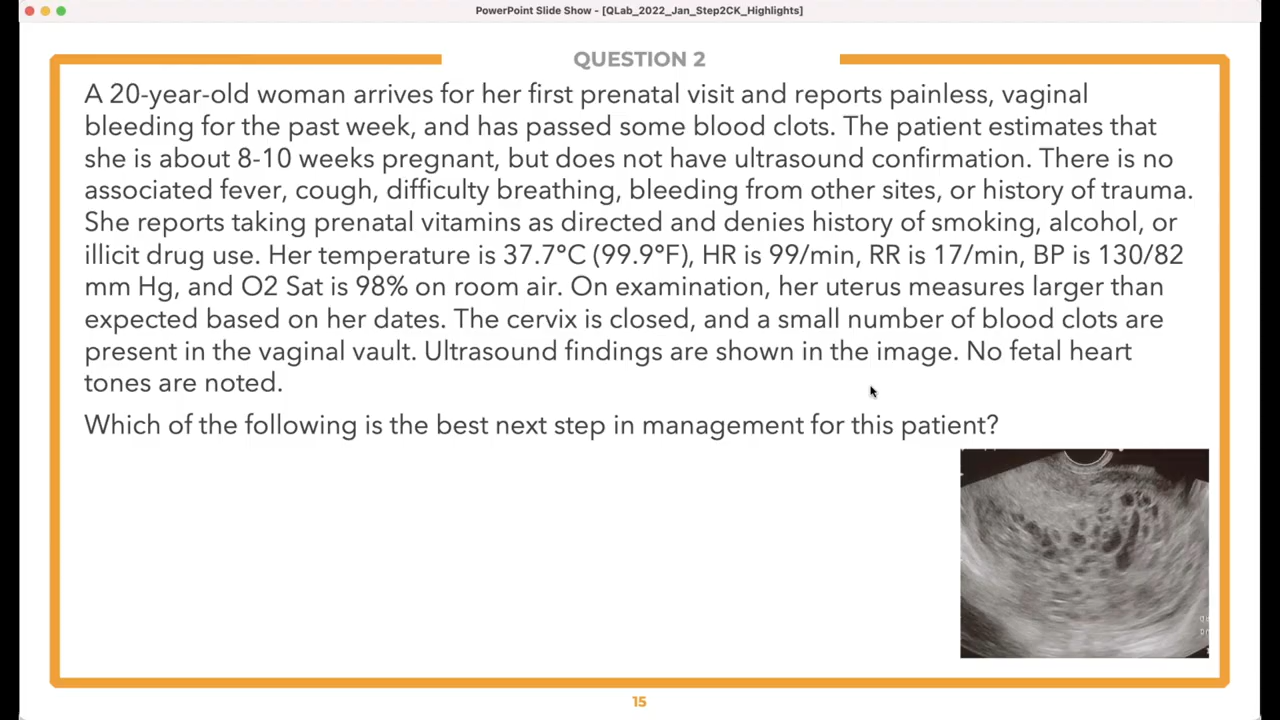 PowerPoint Slide Show - [QLab_2022_Jan_Step2CK_Highlights]
QUESTION 2
A 20-year-old woman arrives for her first prenatal visit and reports painless, vaginal
bleeding for the past week, and has passed some blood clots. The patient estimates that
she is about 8-10 weeks pregnant, but does not have ultrasound confirmation. There is no
associated fever, cough, difficulty breathing, bleeding from other sites, or history of trauma.
She reports taking prenatal vitamins as directed and denies history of smoking, alcohol, or
illicit drug use. Her temperature is 37.7°C (99.9°F), HR is 99/min, RR is 17/min, BP is 130/82
mm Hg, and O2 Sat is 98% on room air. On examination, her uterus measures larger than
expected based on her dates. The cervix is closed, and a small number of blood clots are
present in the vaginal vault. Ultrasound findings are shown in the image. No fetal heart
tones are noted.
Which of the following is the best next step in management for this patient?
15